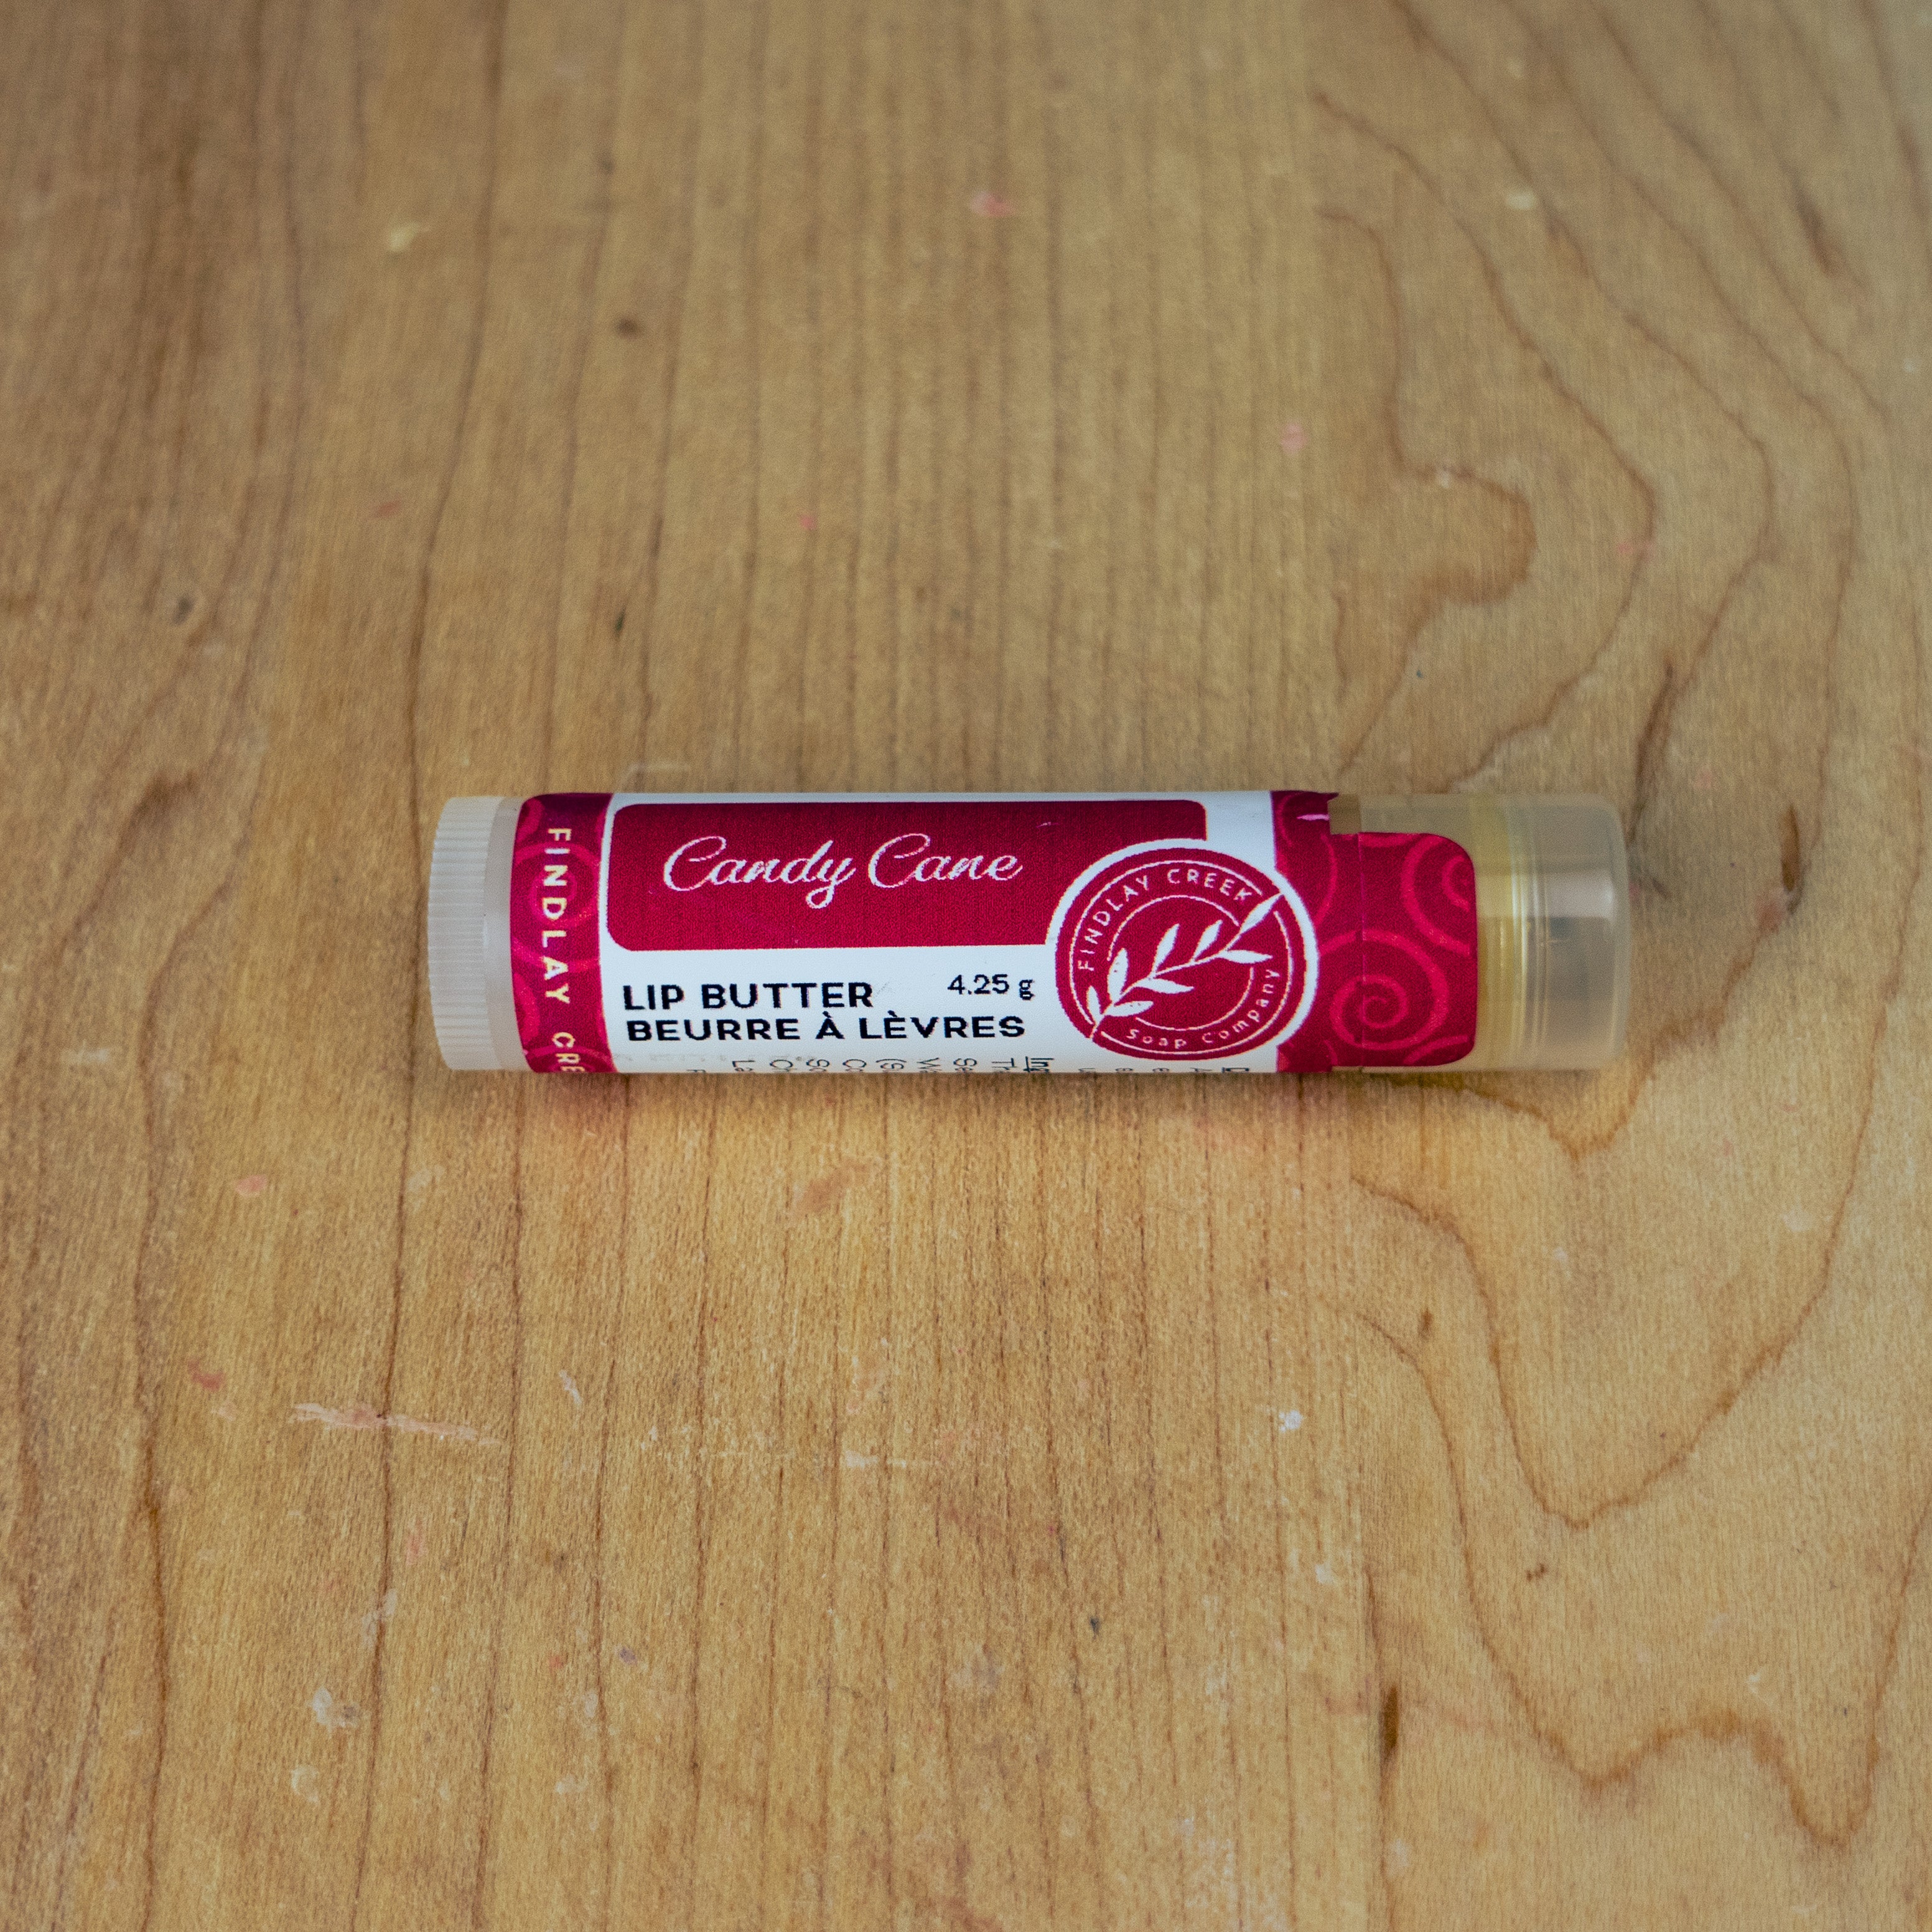 FINDLAY CRE
Candy Cane
LIP BUTTER 4.25 g
BEURRE À LÈVRES
FINDLAY CREEK
Soap Company